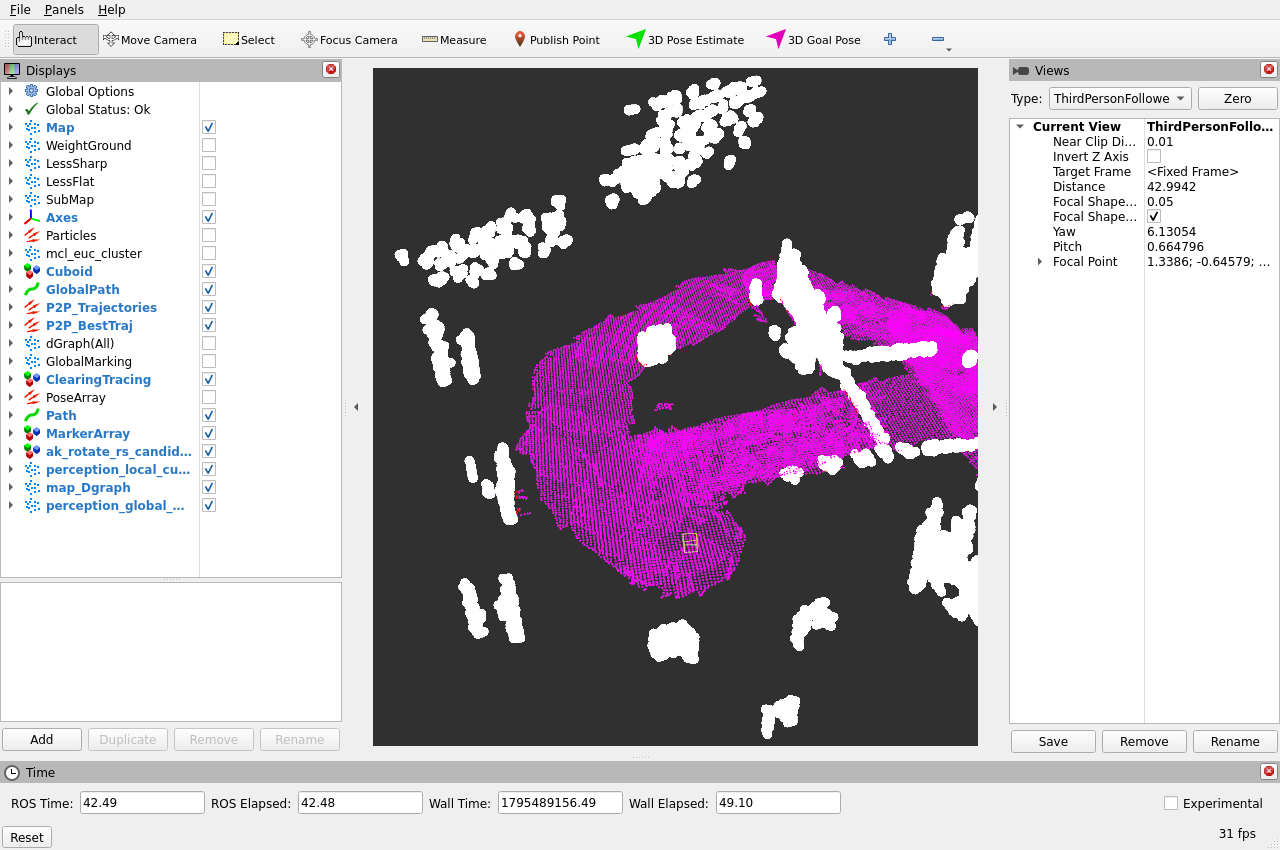 File Panels Help
Interact Move Camera Select Focus Camera Measure Publish Point 3D Pose Estimate 3D Goal Pose
Displays
Global Options
Global Status: Ok
Map
WeightGround
LessSharp
LessFlat
SubMap
Axes
Particles
mcl_euc_cluster
Cuboid
GlobalPath
P2P_Trajectories
P2P_BestTraj
dGraph(All)
GlobalMarking
ClearingTracing
PoseArray
Path
MarkerArray
ak_rotate_rs_candid...
perception_local_cu...
map_Dgraph
perception_global_...
Add Duplicate Remove Rename
Views
Type: ThirdPersonFollowe Zero
Current View ThirdPersonFollo...
Near Clip Di... 0.01
Invert Z Axis
Target Frame <Fixed Frame>
Distance 42.9942
Focal Shape... 0.05
Focal Shape...
Yaw 6.13054
Pitch 0.664796
Focal Point 1.3386; -0.64579; ...
Save Remove Rename
Time
ROS Time: 42.49 ROS Elapsed: 42.48 Wall Time: 1795489156.49 Wall Elapsed: 49.10 Experimental
Reset 31 fps